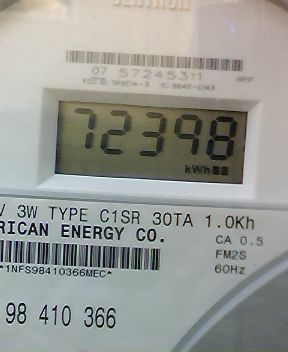 07 57245311
72398
kWh
V 3W TYPE C1SR 30TA 1.0Kh
RICAN ENERGY CO.
CA 0.5
FM2S
*1NFS98410366MEC*
60Hz
98 410 366